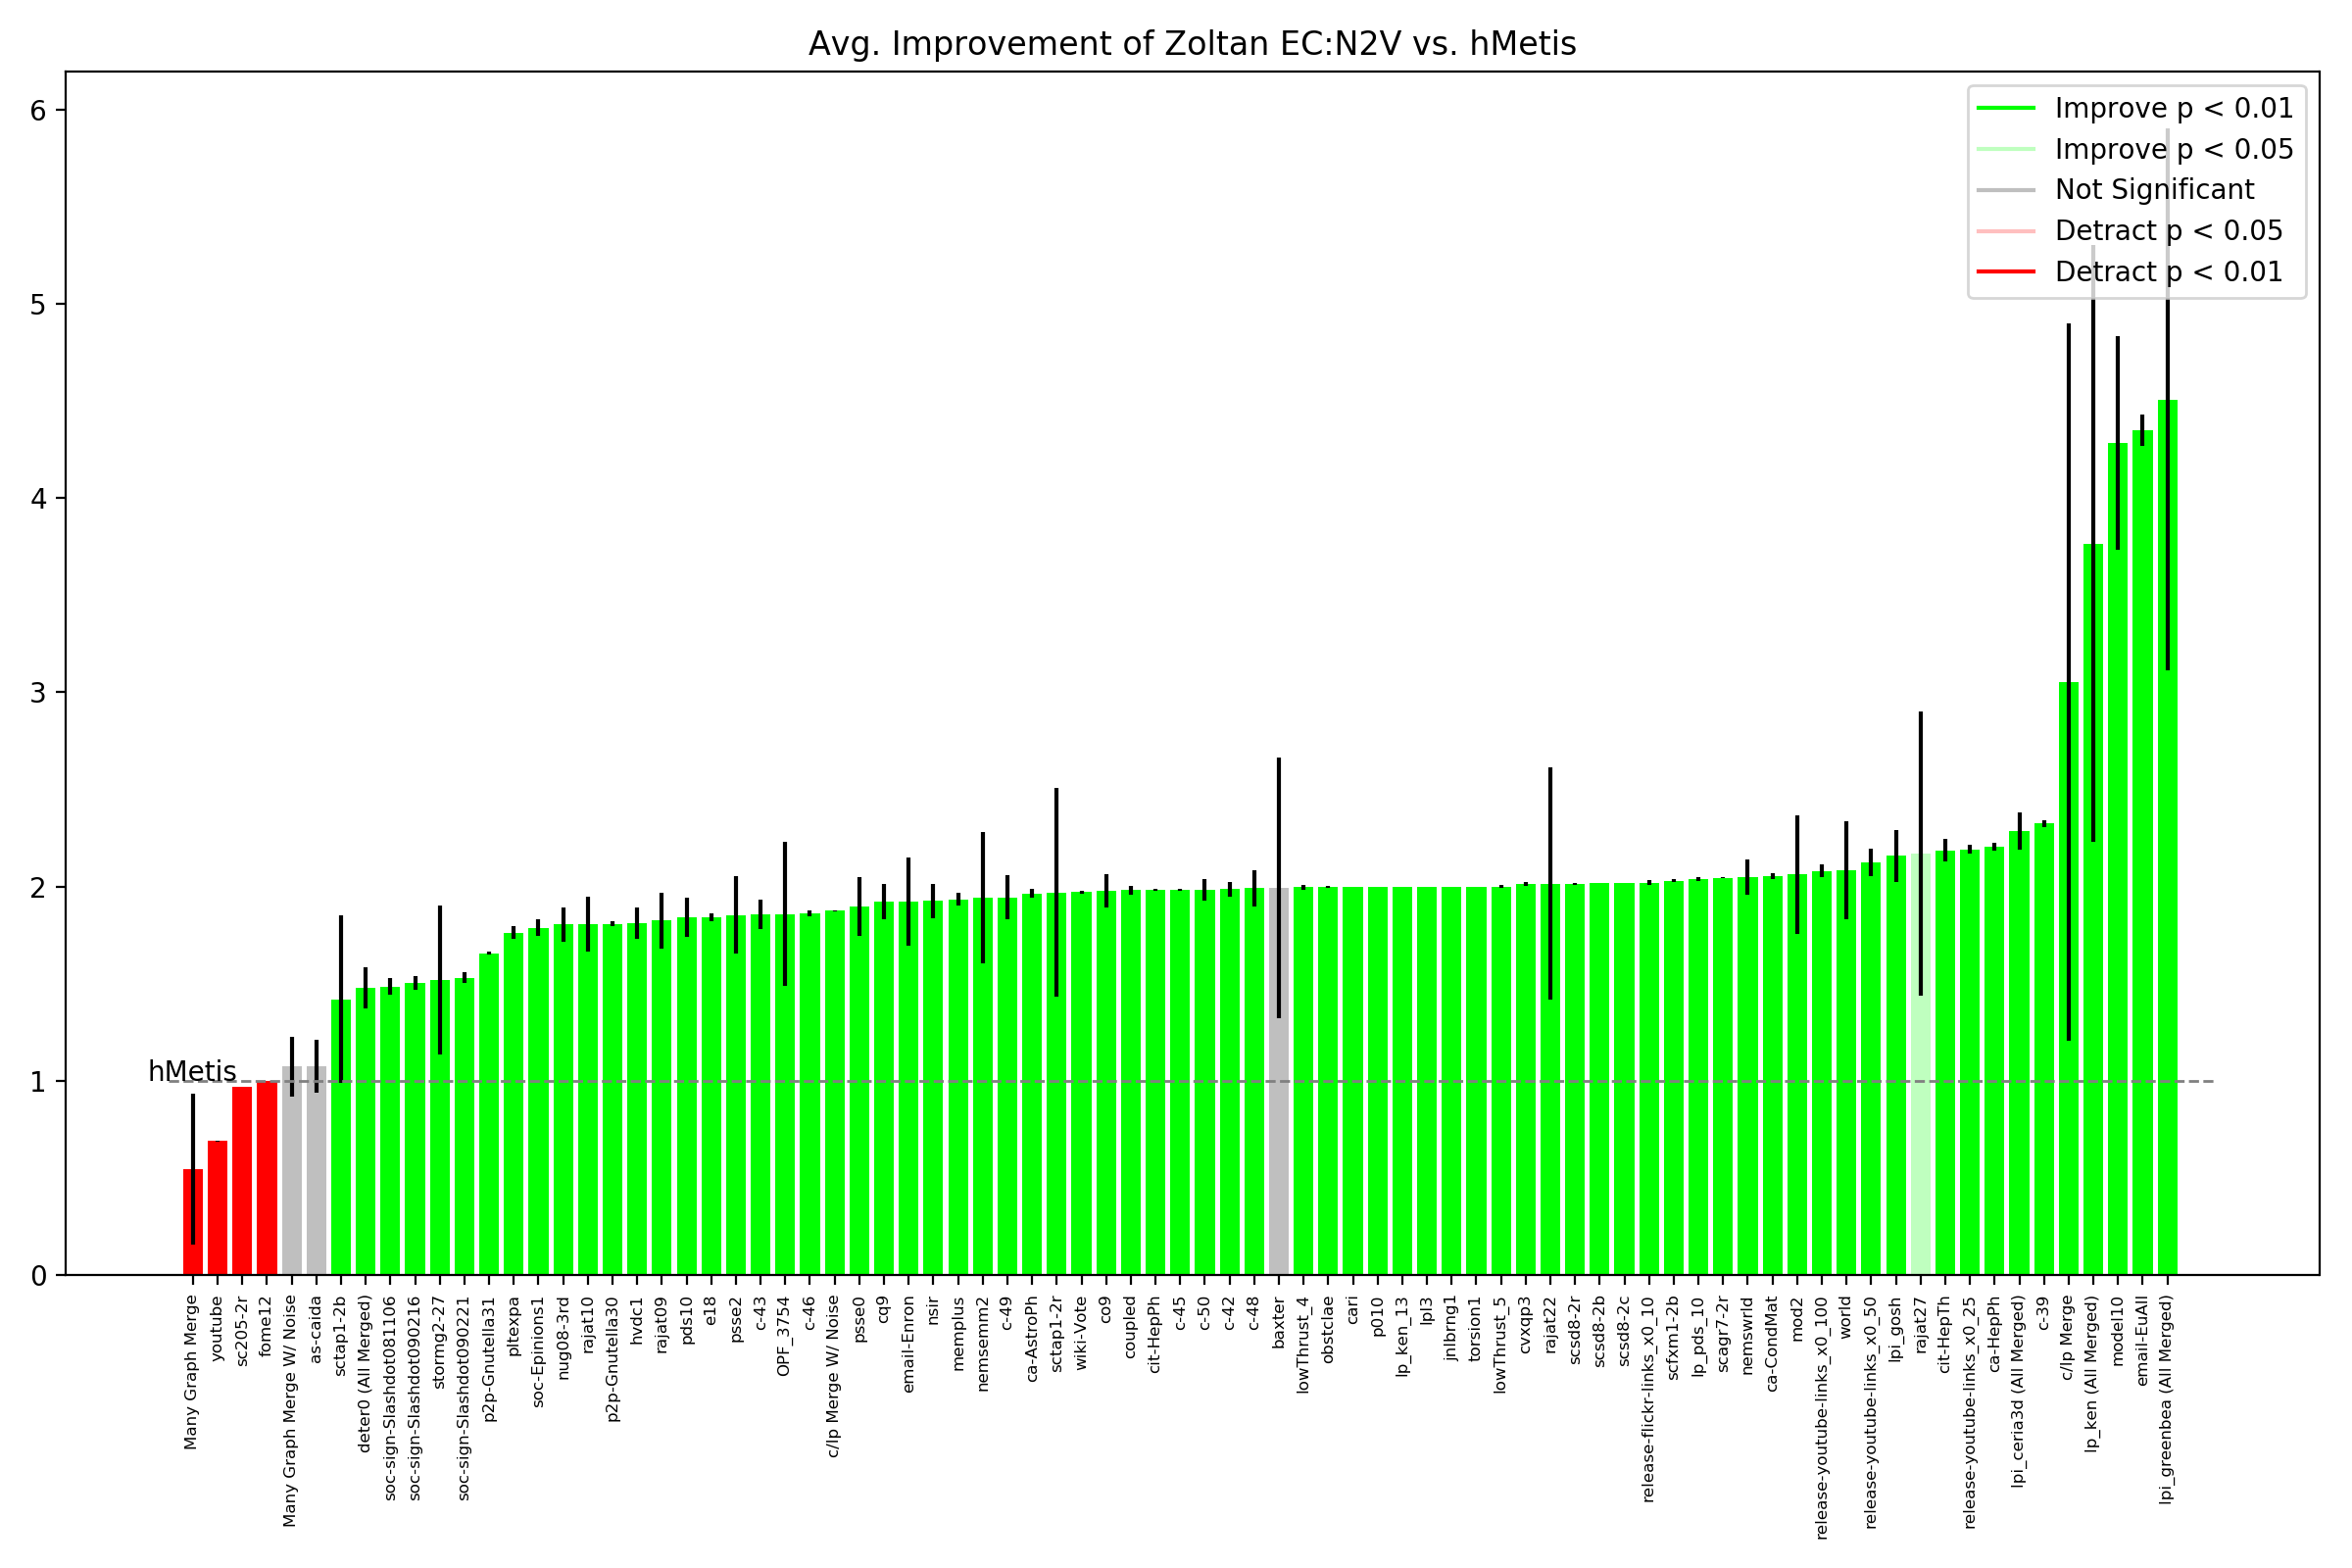 Avg. Improvement of Zoltan EC:N2V vs. hMetis
6
5
4
3
2
1
0
Improve p < 0.01
Improve p < 0.05
Not Significant
Detract p < 0.05
Detract p < 0.01
hMetis
Many Graph Merge
youtube
sc205-2r
fome12
Many Graph Merge W/ Noise
as-caida
sctap1-2b
deter0 (All Merged)
soc-sign-Slashdot081106
soc-sign-Slashdot090216
stormg2-27
soc-sign-Slashdot090221
p2p-Gnutella31
pltexpa
soc-Epinions1
nug08-3rd
rajat10
p2p-Gnutella30
hvdc1
rajat09
pds10
e18
psse2
c-43
OPF_3754
c-46
c/lp Merge W/ Noise
psse0
cq9
email-Enron
nsir
memplus
nemsemm2
c-49
ca-AstroPh
sctap1-2r
wiki-Vote
co9
coupled
cit-HepPh
c-45
c-50
c-42
c-48
baxter
lowThrust_4
obstclae
cari
p010
lp_ken_13
lpl3
jnlbrng1
torsion1
lowThrust_5
cvxqp3
rajat22
scsd8-2r
scsd8-2b
scsd8-2c
release-flickr-links_x0_10
scfxm1-2b
lp_pds_10
scagr7-2r
nemswrld
ca-CondMat
mod2
release-youtube-links_x0_100
world
release-youtube-links_x0_50
lpi_gosh
rajat27
cit-HepTh
release-youtube-links_x0_25
ca-HepPh
lpi_ceria3d (All Merged)
c-39
c/lp Merge
lp_ken (All Merged)
model10
email-EuAll
lpi_greenbea (All Merged)